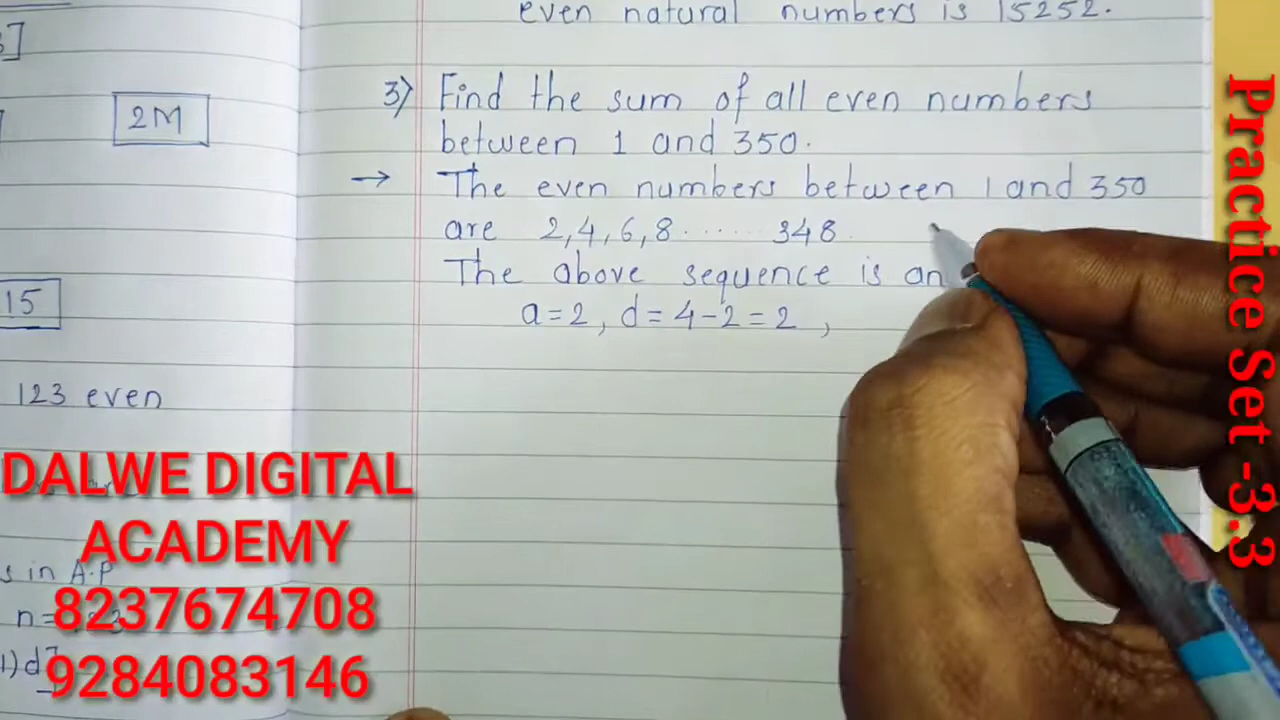 even natural numbers is 15252.
3) Find the sum of all even numbers
2M
between 1 and 350.
→ The even numbers between 1 and 350
are 2, 4, 6, 8 ...... 348.
The above sequence is an
15
a = 2, d = 4 - 2 = 2,
123 even
DALWE DIGITAL
ACADEMY
s in A.P
8237674708
n=
1) d]
9284083146
Practice Set -3.3